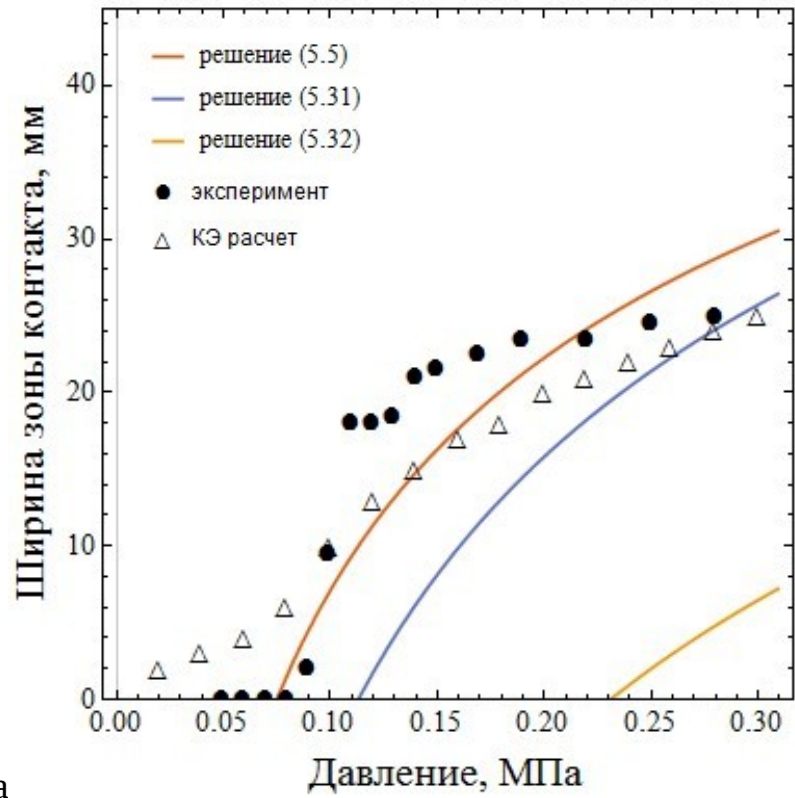 решение (5.5)
решение (5.31)
решение (5.32)
эксперимент
КЭ расчет
Ширина зоны контакта, мм
40
30
20
10
0
0.00 0.05 0.10 0.15 0.20 0.25 0.30
Давление, МПа
а